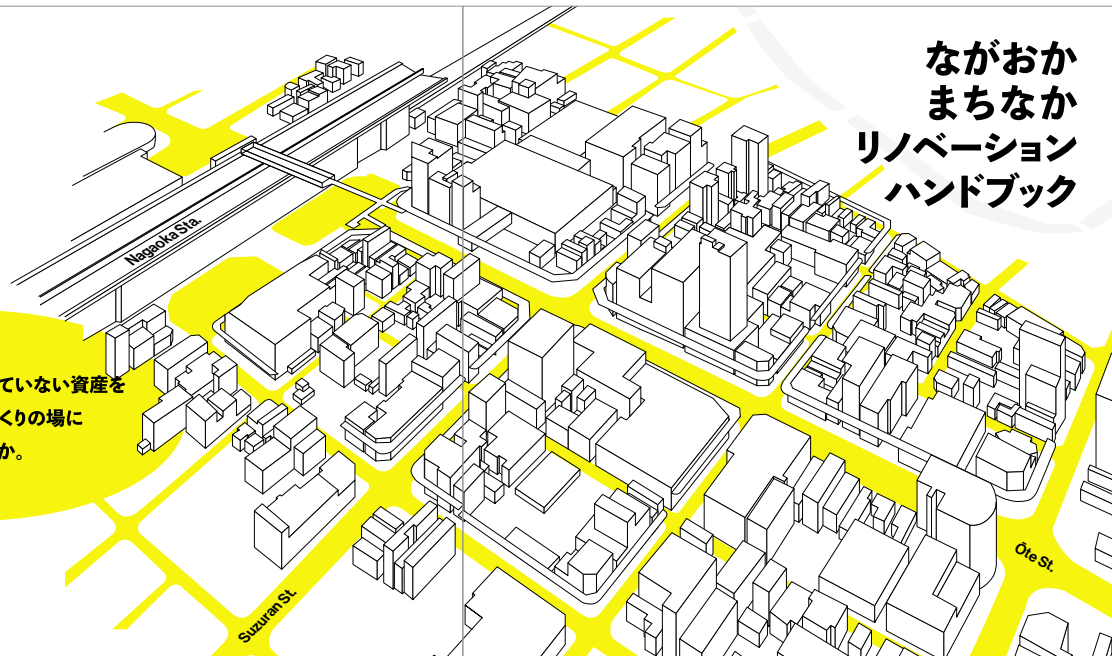 ながおか
まちなか
リノベーション
ハンドブック
Nagaoka Sta.
ていない資産を
くりの場に
か。
Suzuran St.
Ōte St.